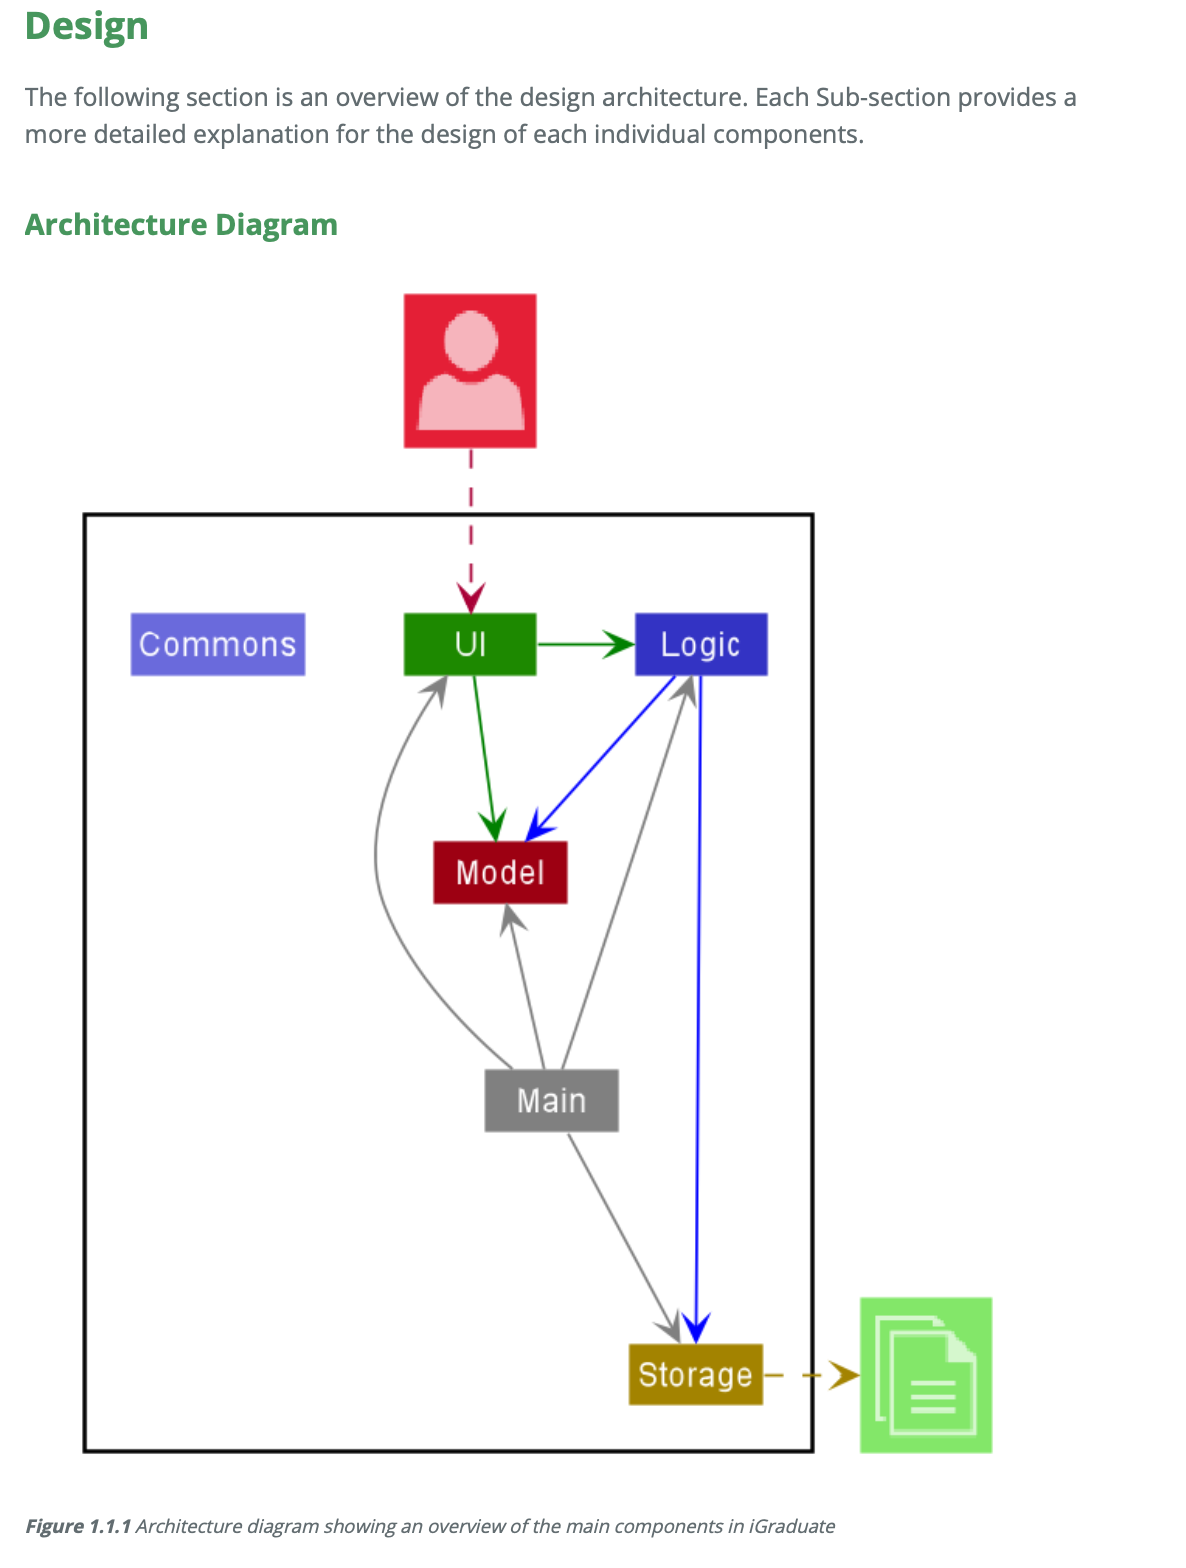 Design
The following section is an overview of the design architecture. Each Sub-section provides a
more detailed explanation for the design of each individual components.
Architecture Diagram
Commons
UI
Logic
Model
Main
Storage
Figure 1.1.1 Architecture diagram showing an overview of the main components in iGraduate